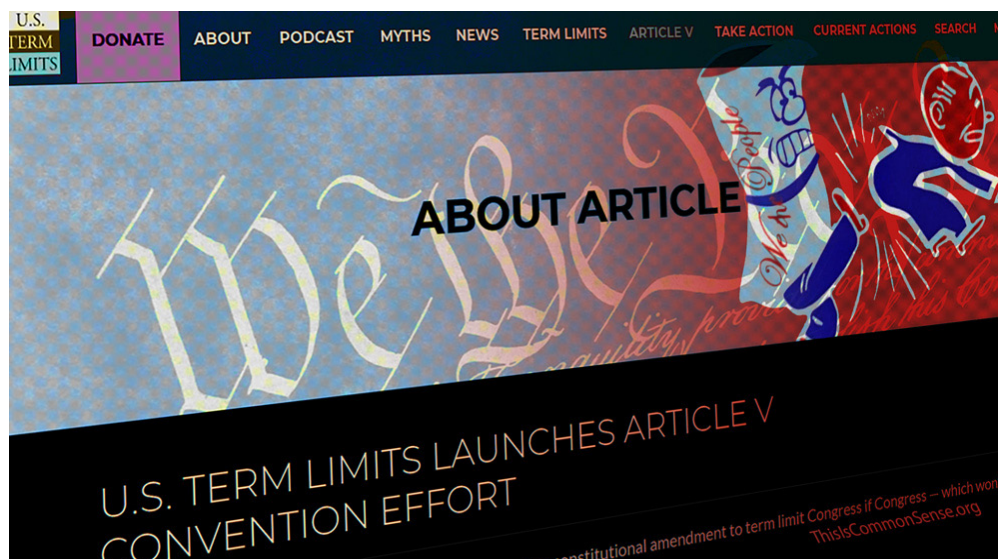 U.S.
TERM
LIMITS
DONATE
ABOUT
PODCAST
MYTHS
NEWS
TERM LIMITS
ARTICLE V
TAKE ACTION
CURRENT ACTIONS
SEARCH
We the People
We the
ABOUT ARTICLE
U.S. TERM LIMITS LAUNCHES ARTICLE V
CONVENTION EFFORT
constitutional amendment to term limit Congress if Congress – which won
ThisIsCommonSense.org